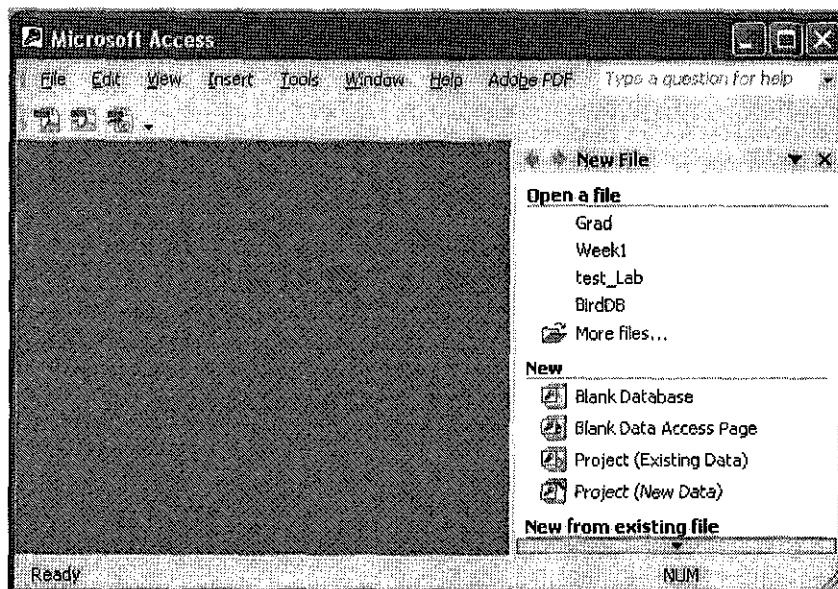 Microsoft Access
File Edit View Insert Tools Window Help Adobe PDF Type a question for help
New File
Open a file
Grad
Week1
test_Lab
BirdDB
More files...
New
Blank Database
Blank Data Access Page
Project (Existing Data)
Project (New Data)
New from existing file
Ready NUM